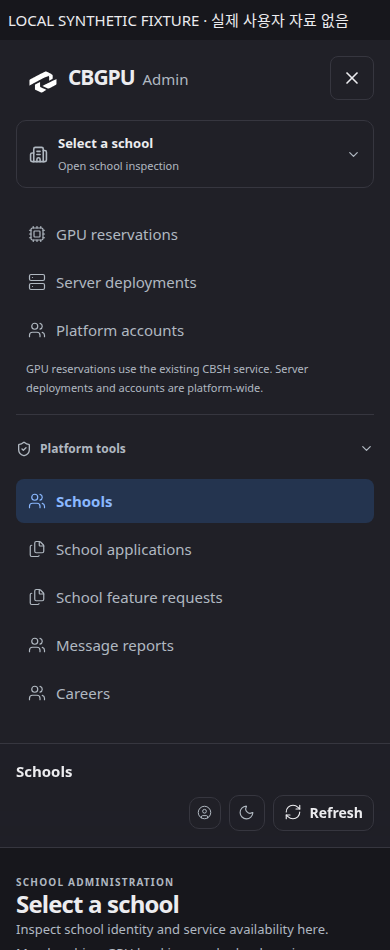 LOCAL SYNTHETIC FIXTURE · 실제 사용자 자료 없음
CBGPU Admin
Select a school
Open school inspection
GPU reservations
Server deployments
Platform accounts
GPU reservations use the existing CBSH service. Server
deployments and accounts are platform-wide.
Platform tools
Schools
School applications
School feature requests
Message reports
Careers
Schools
Refresh
SCHOOL ADMINISTRATION
Select a school
Inspect school identity and service availability here.